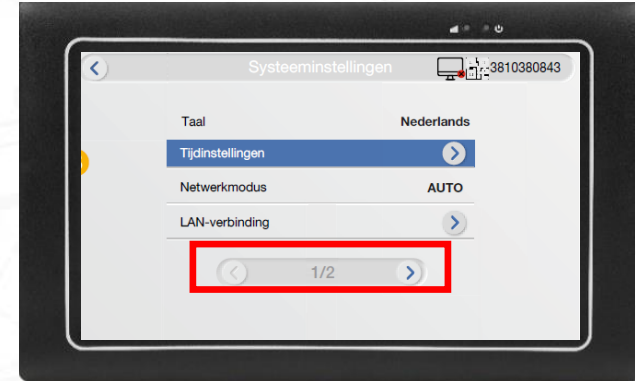 Systeeminstellingen 3810380843
Taal Nederlands
Tijdinstellingen
Netwerkmodus AUTO
LAN-verbinding
1/2